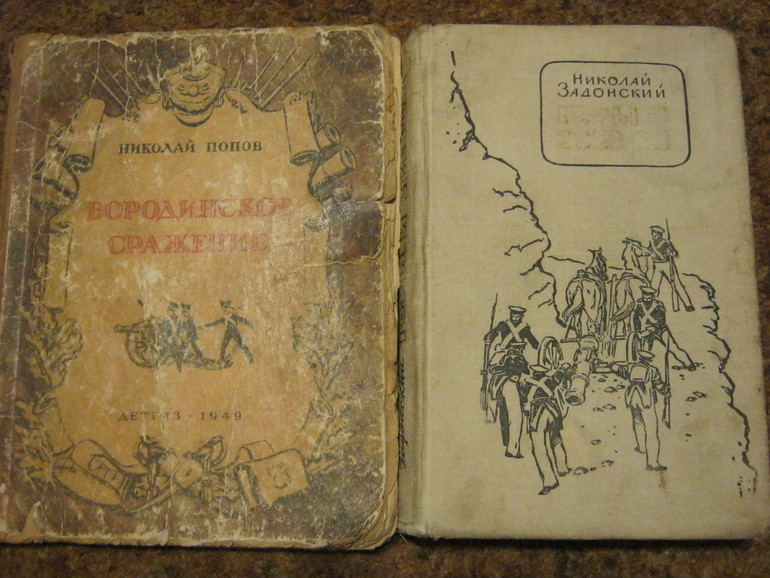 НИКОЛАЙ ПОПОВ
БОРОДИНСКОЕ
СРАЖЕНИЕ
ДЕТГИЗ · 1949
НИКОЛАЙ
ЗАДОНСКИЙ